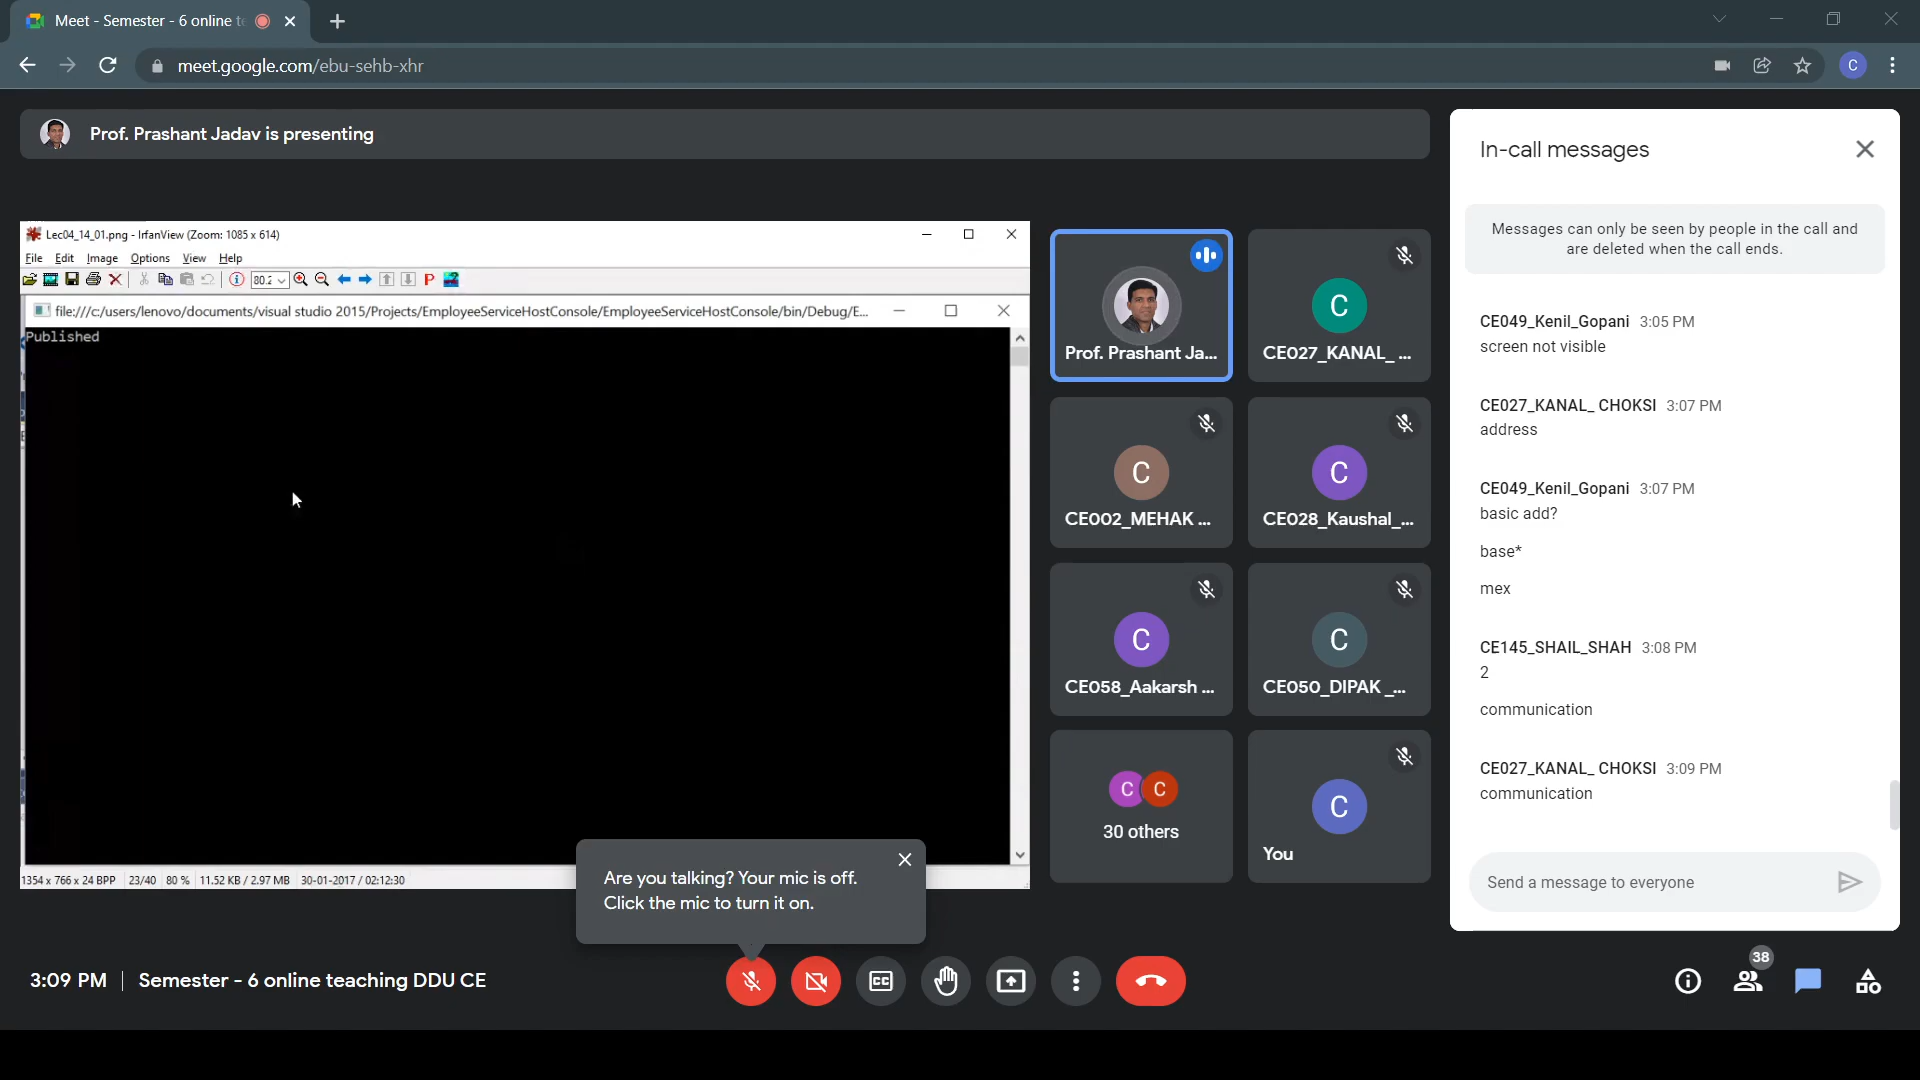 Meet - Semester - 6 online te
meet.google.com/ebu-sehb-xhr
C
Prof. Prashant Jadav is presenting
Lec04_14_01.png - IrfanView (Zoom: 1085 x 614)
File Edit Image Options View Help
80.2
P
file:///c:/users/lenovo/documents/visual studio 2015/Projects/EmployeeServiceHostConsole/EmployeeServiceHostConsole/bin/Debug/E...
Published
1354 x 766 x 24 BPP 23/40 80 % 11.52 KB / 2.97 MB 30-01-2017 / 02:12:30
Prof. Prashant Ja...
C
CE027_KANAL_ ...
C
CE002_MEHAK ...
C
CE028_Kaushal_...
C
CE058_Aakarsh ...
C
CE050_DIPAK _...
C C
30 others
C
You
In-call messages
Messages can only be seen by people in the call and
are deleted when the call ends.
CE049_Kenil_Gopani 3:05 PM
screen not visible
CE027_KANAL_ CHOKSI 3:07 PM
address
CE049_Kenil_Gopani 3:07 PM
basic add?
base*
mex
CE145_SHAIL_SHAH 3:08 PM
2
communication
CE027_KANAL_ CHOKSI 3:09 PM
communication
Send a message to everyone
Are you talking? Your mic is off.
Click the mic to turn it on.
3:09 PM | Semester - 6 online teaching DDU CE
CC
38